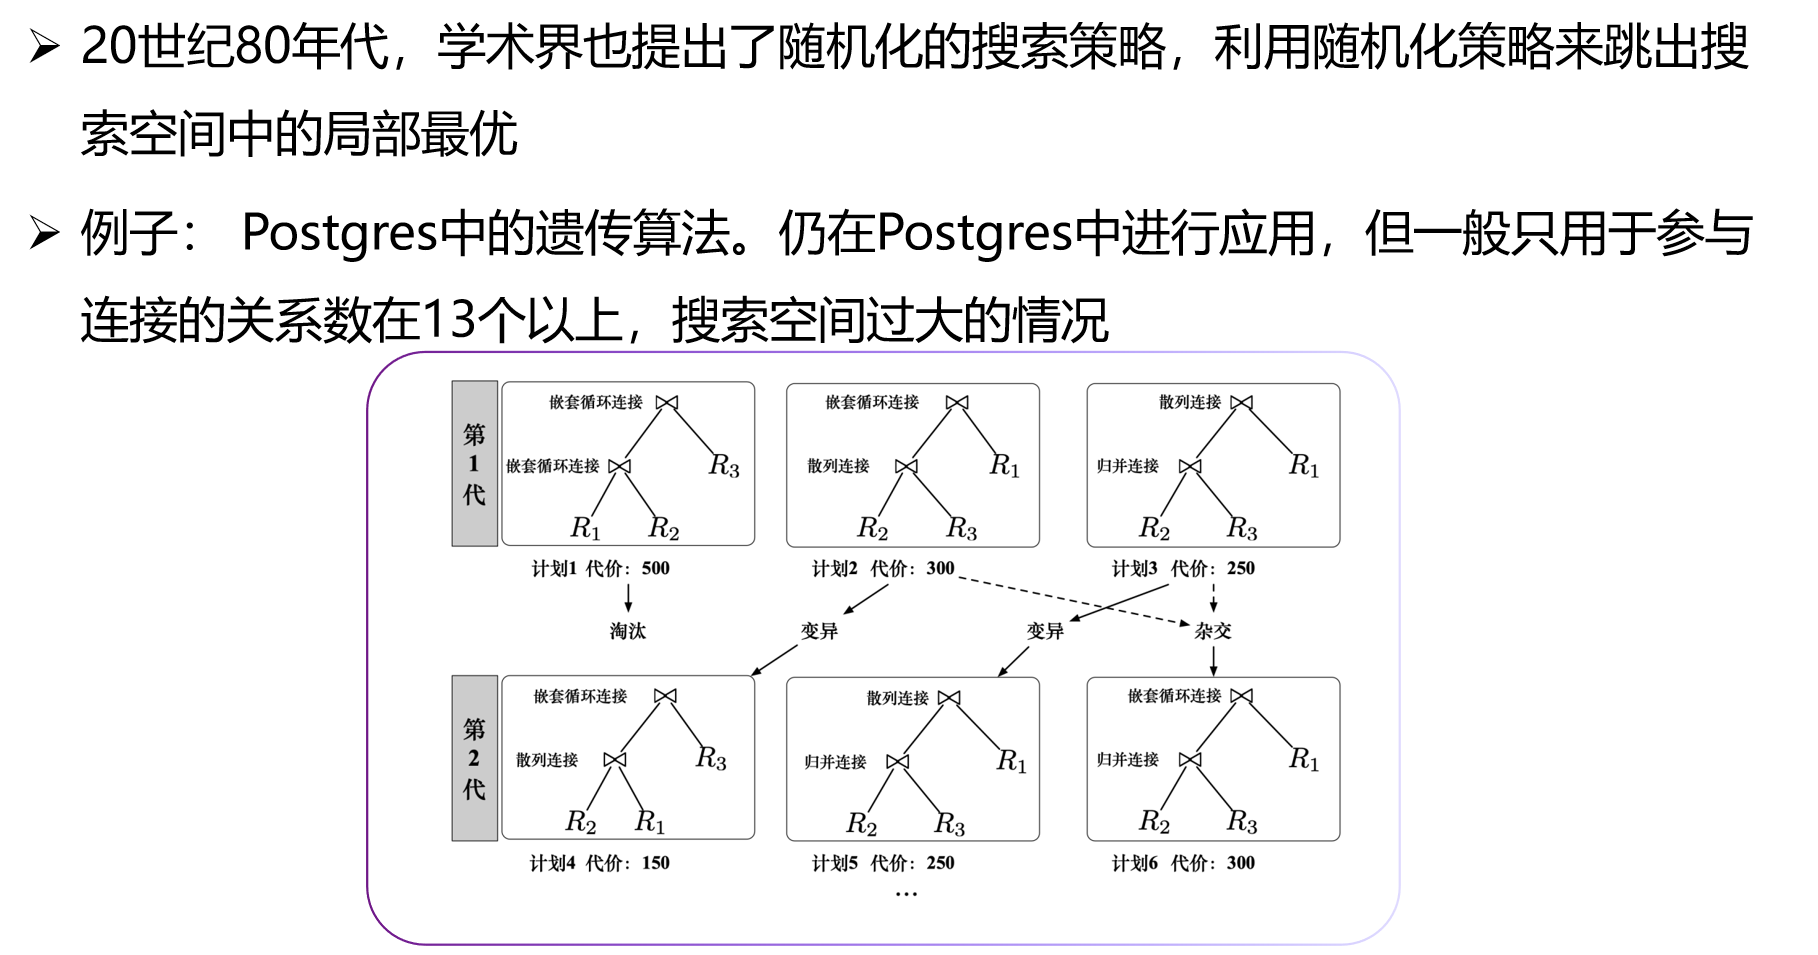 ➢ 20世纪80年代，学术界也提出了随机化的搜索策略，利用随机化策略来跳出搜
索空间中的局部最优
➢ 例子： Postgres中的遗传算法。仍在Postgres中进行应用，但一般只用于参与
连接的关系数在13个以上，搜索空间过大的情况
第1代
嵌套循环连接 ⋈
嵌套循环连接 ⋈ R₃
R₁ R₂
计划1 代价：500
嵌套循环连接 ⋈
散列连接 ⋈ R₁
R₂ R₃
计划2 代价：300
散列连接 ⋈
归并连接 ⋈ R₁
R₂ R₃
计划3 代价：250
淘汰
变异
变异
杂交
第2代
嵌套循环连接 ⋈
散列连接 ⋈ R₃
R₂ R₁
计划4 代价：150
散列连接 ⋈
归并连接 ⋈ R₁
R₂ R₃
计划5 代价：250
嵌套循环连接 ⋈
归并连接 ⋈ R₁
R₂ R₃
计划6 代价：300
…